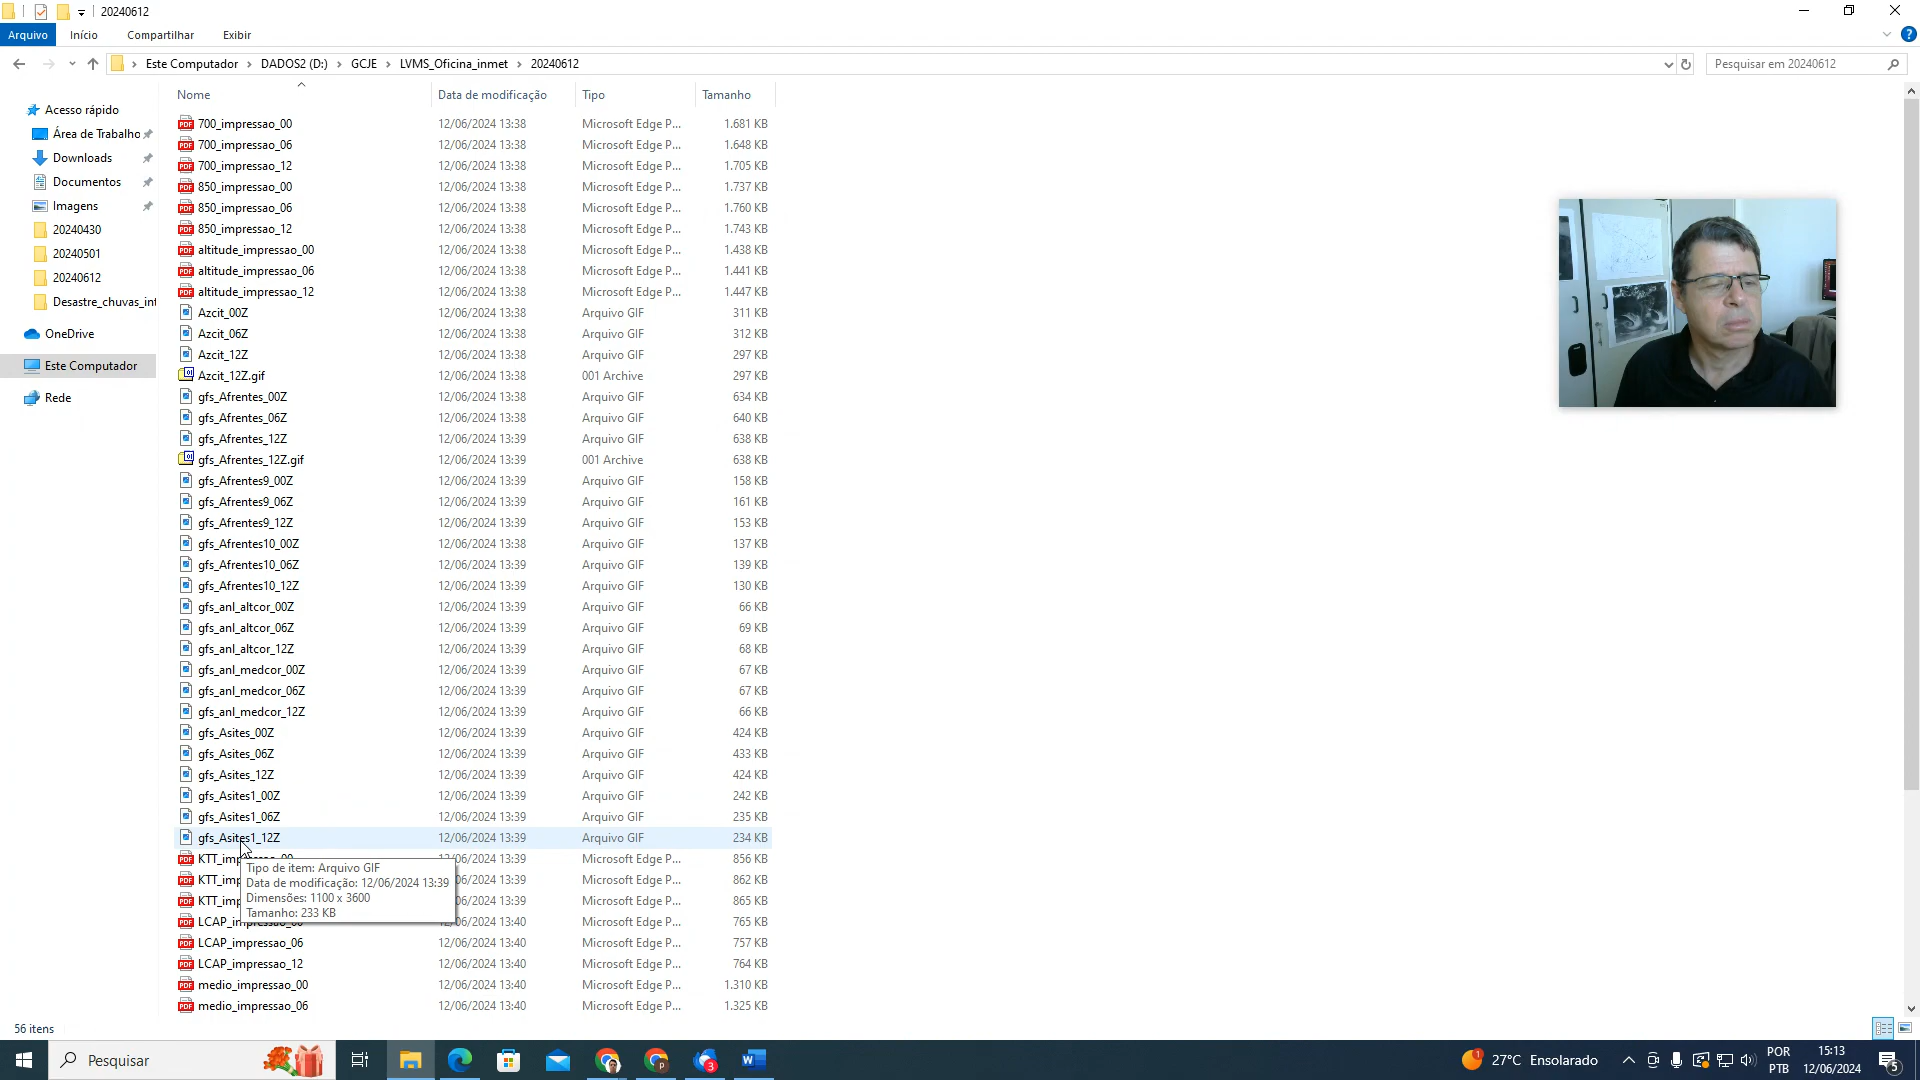 20240612
Arquivo Início Compartilhar Exibir
Este Computador DADOS2 (D:) GCJE LVMS_Oficina_inmet 20240612
Pesquisar em 20240612
Nome Data de modificação Tipo Tamanho
Acesso rápido
Área de Trabalho
Downloads
Documentos
Imagens
20240430
20240501
20240612
Desastre_chuvas_int
OneDrive
Este Computador
Rede
700_impressao_00 12/06/2024 13:38 Microsoft Edge P... 1.681 KB
700_impressao_06 12/06/2024 13:38 Microsoft Edge P... 1.648 KB
700_impressao_12 12/06/2024 13:38 Microsoft Edge P... 1.705 KB
850_impressao_00 12/06/2024 13:38 Microsoft Edge P... 1.737 KB
850_impressao_06 12/06/2024 13:38 Microsoft Edge P... 1.760 KB
850_impressao_12 12/06/2024 13:38 Microsoft Edge P... 1.743 KB
altitude_impressao_00 12/06/2024 13:38 Microsoft Edge P... 1.438 KB
altitude_impressao_06 12/06/2024 13:38 Microsoft Edge P... 1.441 KB
altitude_impressao_12 12/06/2024 13:38 Microsoft Edge P... 1.447 KB
Azcit_00Z 12/06/2024 13:38 Arquivo GIF 311 KB
Azcit_06Z 12/06/2024 13:38 Arquivo GIF 312 KB
Azcit_12Z 12/06/2024 13:38 Arquivo GIF 297 KB
Azcit_12Z.gif 12/06/2024 13:38 001 Archive 297 KB
gfs_Afrentes_00Z 12/06/2024 13:38 Arquivo GIF 634 KB
gfs_Afrentes_06Z 12/06/2024 13:38 Arquivo GIF 640 KB
gfs_Afrentes_12Z 12/06/2024 13:39 Arquivo GIF 638 KB
gfs_Afrentes_12Z.gif 12/06/2024 13:39 001 Archive 638 KB
gfs_Afrentes9_00Z 12/06/2024 13:39 Arquivo GIF 158 KB
gfs_Afrentes9_06Z 12/06/2024 13:39 Arquivo GIF 161 KB
gfs_Afrentes9_12Z 12/06/2024 13:39 Arquivo GIF 153 KB
gfs_Afrentes10_00Z 12/06/2024 13:38 Arquivo GIF 137 KB
gfs_Afrentes10_06Z 12/06/2024 13:39 Arquivo GIF 139 KB
gfs_Afrentes10_12Z 12/06/2024 13:39 Arquivo GIF 130 KB
gfs_anl_altcor_00Z 12/06/2024 13:39 Arquivo GIF 66 KB
gfs_anl_altcor_06Z 12/06/2024 13:39 Arquivo GIF 69 KB
gfs_anl_altcor_12Z 12/06/2024 13:39 Arquivo GIF 68 KB
gfs_anl_medcor_00Z 12/06/2024 13:39 Arquivo GIF 67 KB
gfs_anl_medcor_06Z 12/06/2024 13:39 Arquivo GIF 67 KB
gfs_anl_medcor_12Z 12/06/2024 13:39 Arquivo GIF 66 KB
gfs_Asites_00Z 12/06/2024 13:39 Arquivo GIF 424 KB
gfs_Asites_06Z 12/06/2024 13:39 Arquivo GIF 433 KB
gfs_Asites_12Z 12/06/2024 13:39 Arquivo GIF 424 KB
gfs_Asites1_00Z 12/06/2024 13:39 Arquivo GIF 242 KB
gfs_Asites1_06Z 12/06/2024 13:39 Arquivo GIF 235 KB
gfs_Asites1_12Z 12/06/2024 13:39 Arquivo GIF 234 KB
Microsoft Edge P... 856 KB
Tipo de item: Arquivo GIF
Data de modificação: 12/06/2024 13:39
Dimensões: 1100 x 3600
Tamanho: 233 KB
KTT_imp 06/2024 13:39 Microsoft Edge P... 862 KB
KTT_imp 06/2024 13:39 Microsoft Edge P... 865 KB
Microsoft Edge P... 765 KB
LCAP_impressao_06 12/06/2024 13:40 Microsoft Edge P... 757 KB
LCAP_impressao_12 12/06/2024 13:40 Microsoft Edge P... 764 KB
medio_impressao_00 12/06/2024 13:40 Microsoft Edge P... 1.310 KB
medio_impressao_06 12/06/2024 13:40 Microsoft Edge P... 1.325 KB
56 itens
Pesquisar
27°C Ensolarado
POR
PTB
15:13
12/06/2024
5